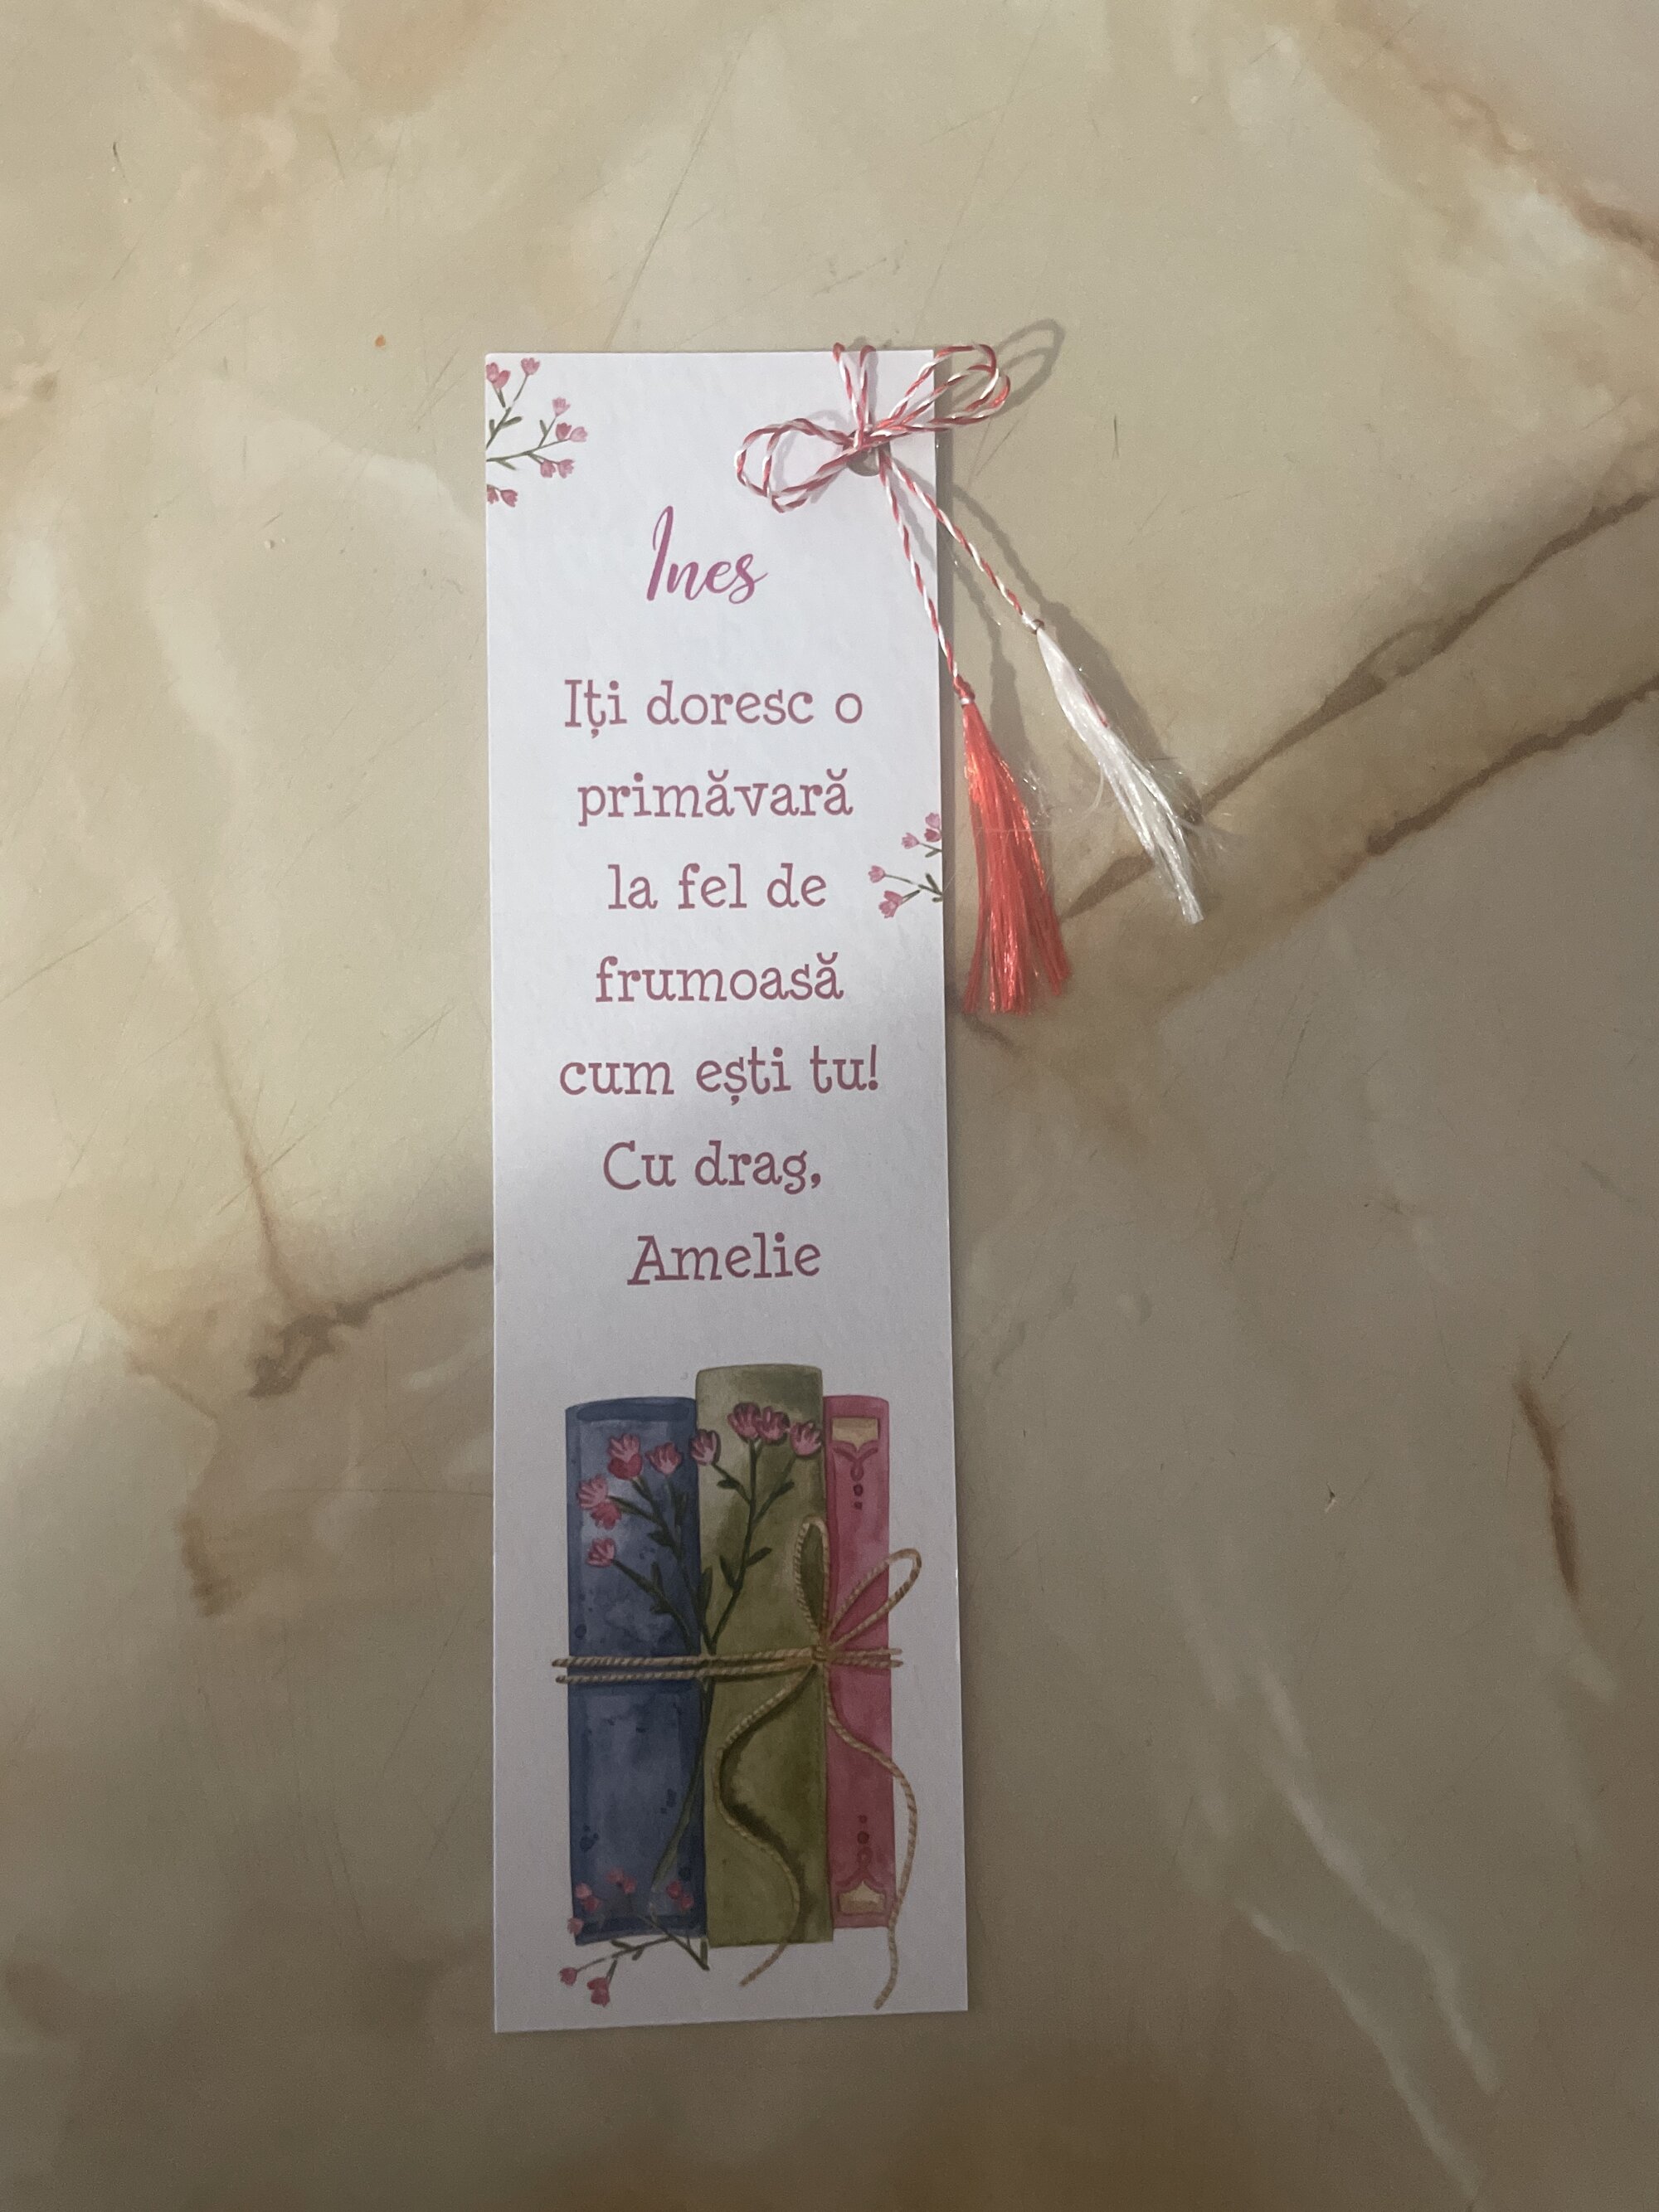 Ines
Iți doresc o
primăvară
la fel de
frumoasă
cum ești tu!
Cu drag,
Amelie